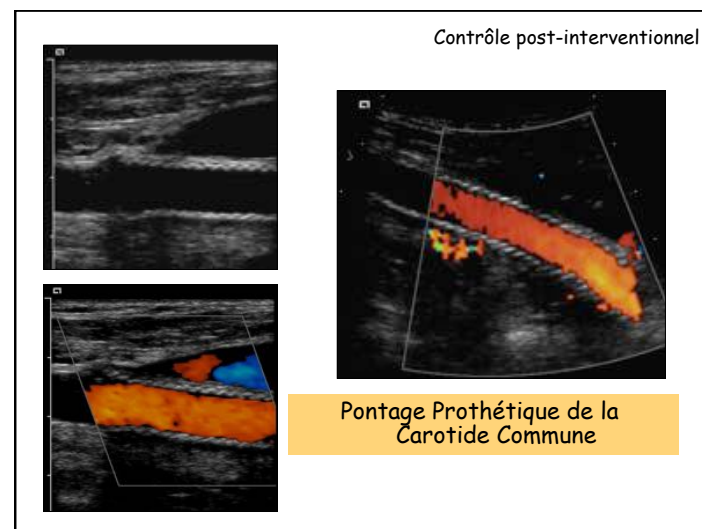 Contrôle post-interventionnel
Pontage Prothétique de la
Carotide Commune